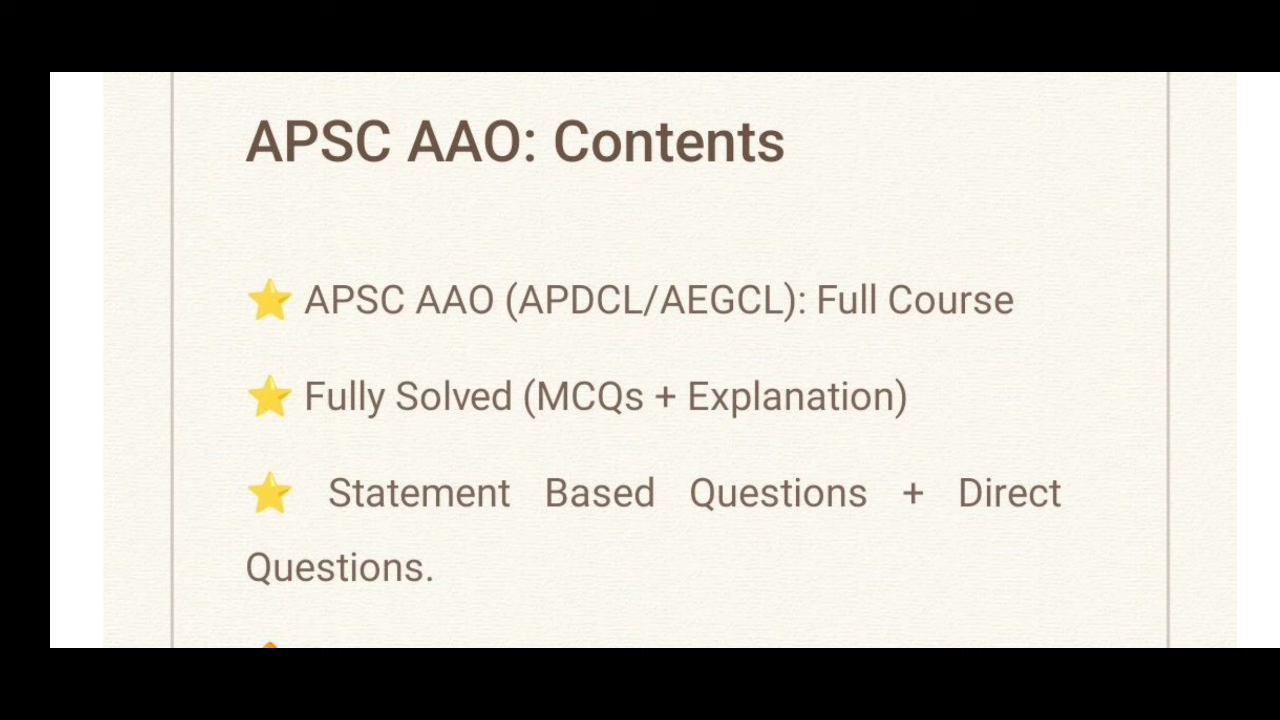 APSC AAO: Contents
⭐ APSC AAO (APDCL/AEGCL): Full Course
⭐ Fully Solved (MCQs + Explanation)
⭐ Statement Based Questions + Direct
Questions.